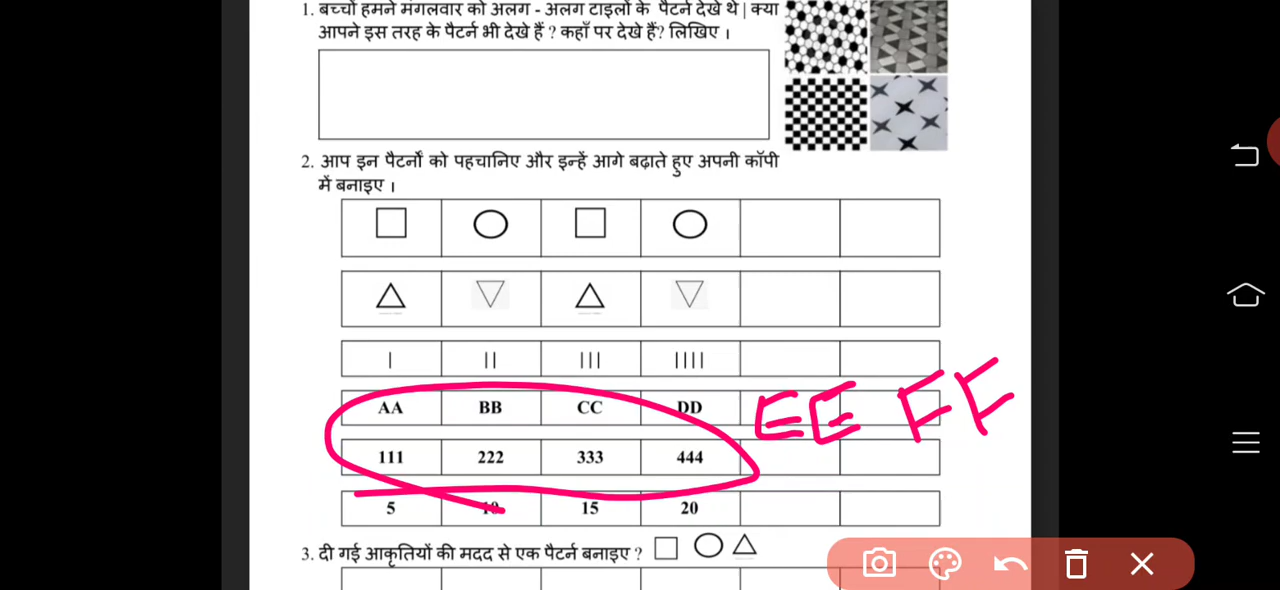 1. बच्चों हमने मंगलवार को अलग - अलग टाइलों के पैटर्न देखे थे | क्या
आपने इस तरह के पैटर्न भी देखे हैं ? कहाँ पर देखे हैं? लिखिए ।
2. आप इन पैटर्नों को पहचानिए और इन्हें आगे बढ़ाते हुए अपनी कॉपी
में बनाइए ।
| || ||| ||||
AA BB CC DD EE FF
111 222 333 444
5 10 15 20
3. दी गई आकृतियों की मदद से एक पैटर्न बनाइए ?